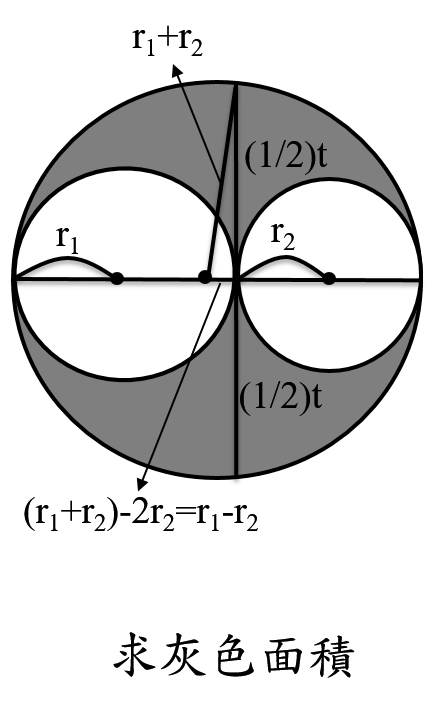 r₁+r₂
(1/2)t
r₁
r₂
(1/2)t
(r₁+r₂)-2r₂=r₁-r₂
求灰色面積